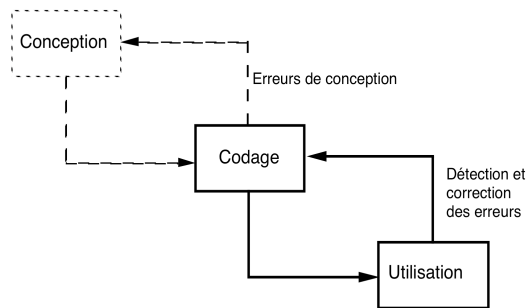 Conception
Erreurs de conception
Codage
Détection et
correction
des erreurs
Utilisation